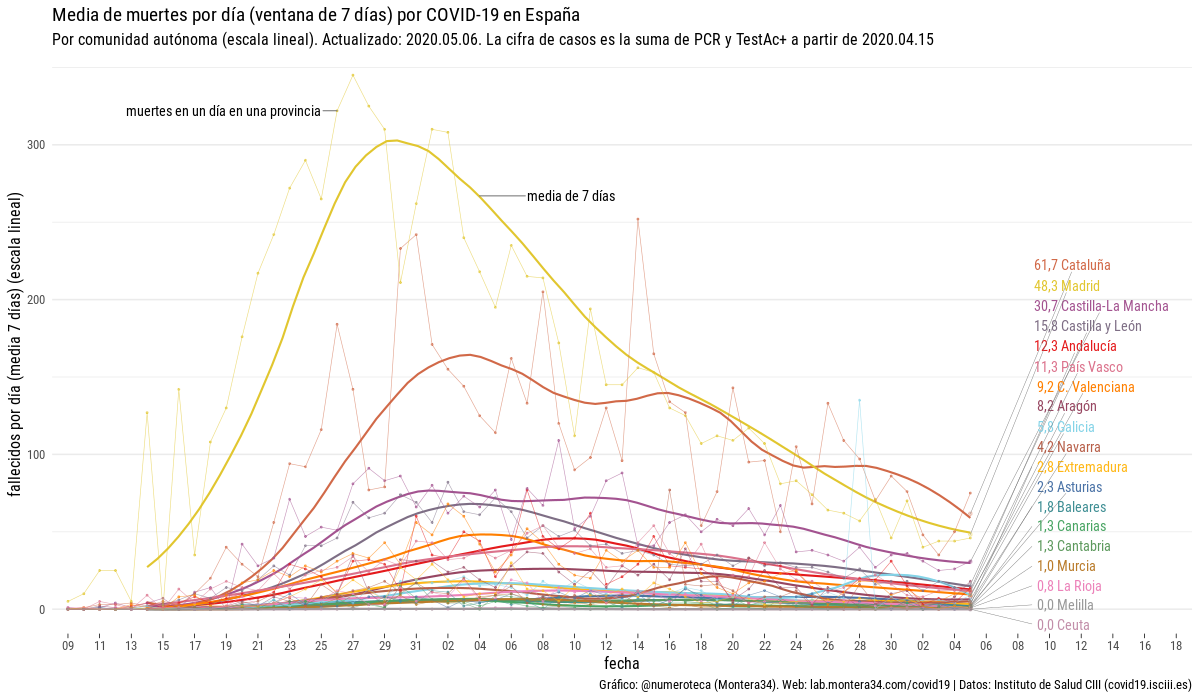 Media de muertes por día (ventana de 7 días) por COVID-19 en España
Por comunidad autónoma (escala lineal). Actualizado: 2020.05.06. La cifra de casos es la suma de PCR y TestAc+ a partir de 2020.04.15
muertes en un día en una provincia
media de 7 días
fallecidos por día (media 7 días) (escala lineal)
300
200
100
0
61,7 Cataluña
48,3 Madrid
30,7 Castilla-La Mancha
15,8 Castilla y León
12,3 Andalucía
11,3 País Vasco
9,2 C. Valenciana
8,2 Aragón
5,8 Galicia
4,2 Navarra
2,8 Extremadura
2,3 Asturias
1,8 Baleares
1,3 Canarias
1,3 Cantabria
1,0 Murcia
0,8 La Rioja
0,0 Melilla
0,0 Ceuta
09 11 13 15 17 19 21 23 25 27 29 31 02 04 06 08 10 12 14 16 18 20 22 24 26 28 30 02 04 06 08 10 12 14 16 18
fecha
Gráfico: @numeroteca (Montera34). Web: lab.montera34.com/covid19 | Datos: Instituto de Salud CIII (covid19.isciii.es)